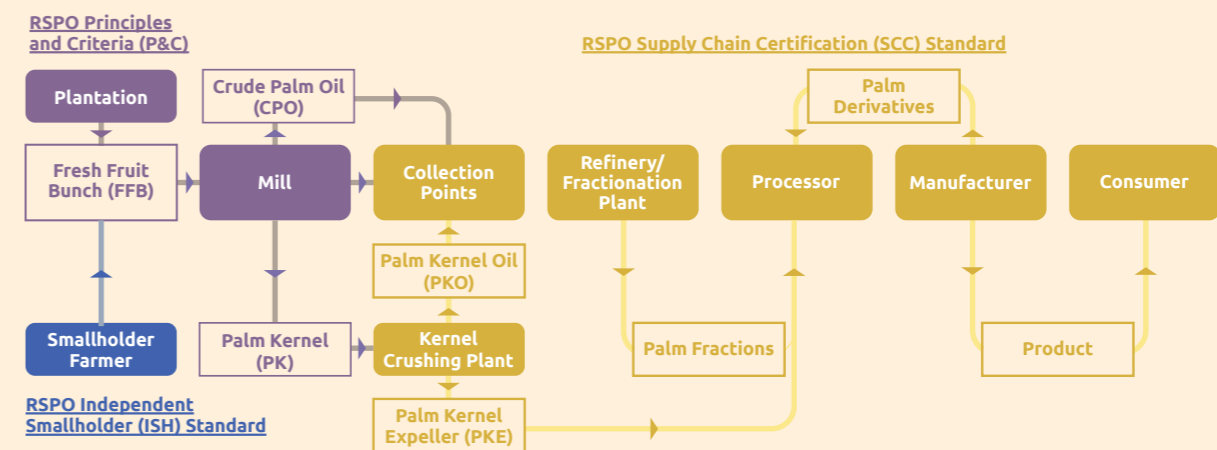 RSPO Principles
and Criteria (P&C)
RSPO Supply Chain Certification (SCC) Standard
Plantation
Crude Palm Oil
(CPO)
Palm
Derivatives
Fresh Fruit
Bunch (FFB)
Mill
Collection
Points
Refinery/
Fractionation
Plant
Processor
Manufacturer
Consumer
Palm Kernel Oil
(PKO)
Smallholder
Farmer
Palm Kernel
(PK)
Kernel
Crushing Plant
Palm Fractions
Product
RSPO Independent
Smallholder (ISH) Standard
Palm Kernel
Expeller (PKE)